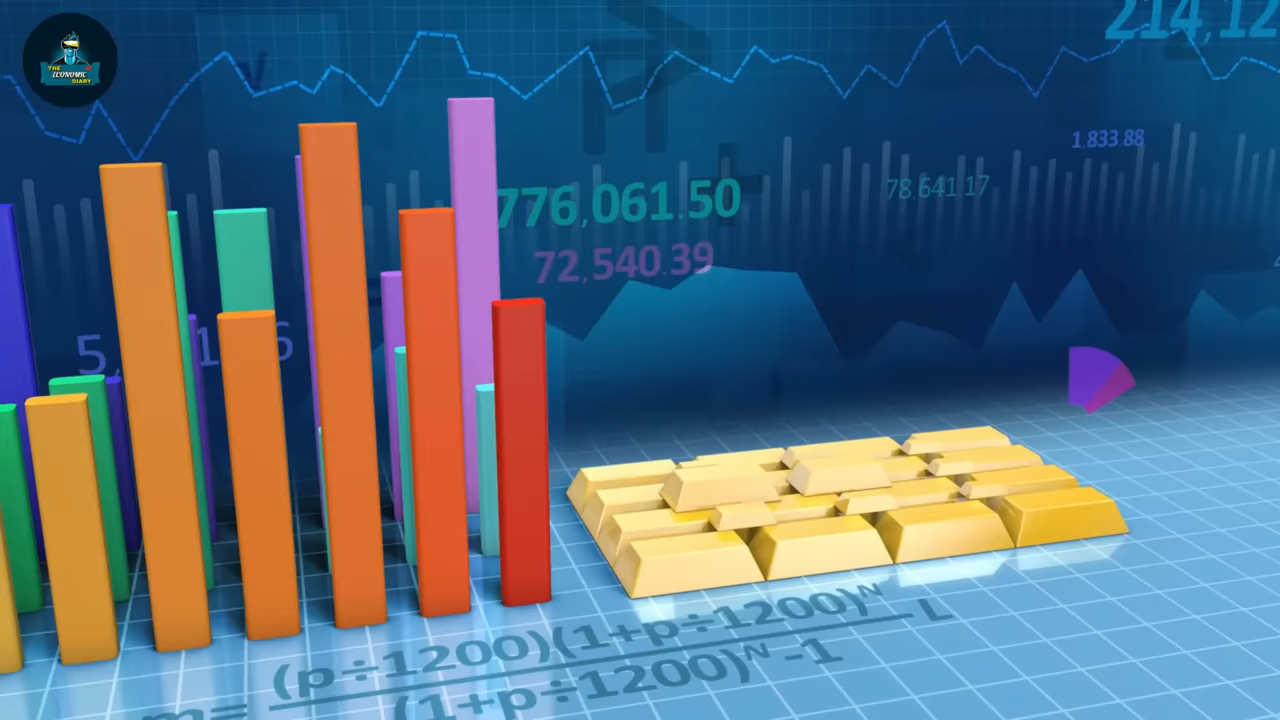 THE
ECONOMIC
DIARY
214,12
1,833.88
776,061.50
78,641.17
72,540.39
(p÷1200)(1+p÷1200)ᴺ - L
m=
(1+p÷1200)ᴺ -1